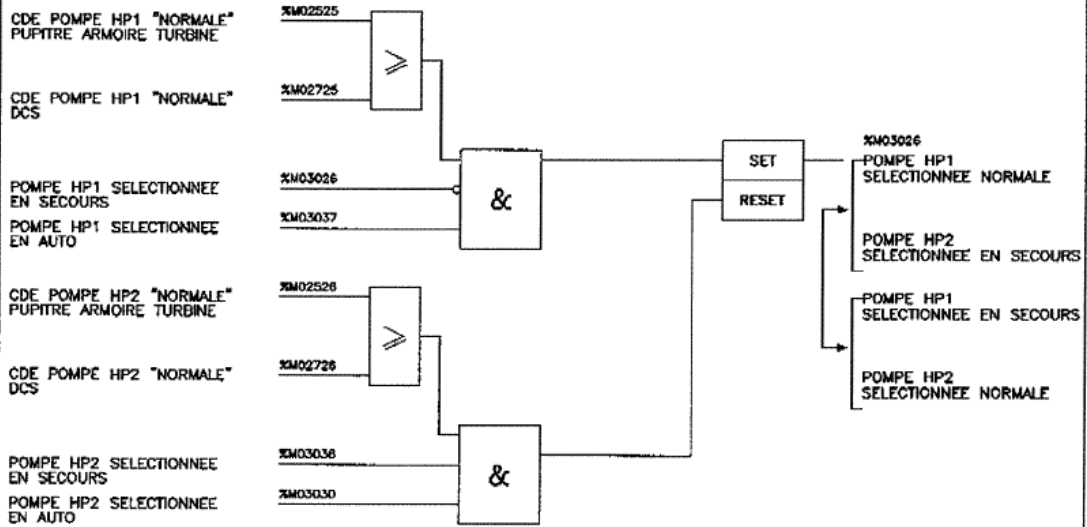 CDE POMPE HP1 "NORMALE"
PUPITRE ARMOIRE TURBINE
%M02525
CDE POMPE HP1 "NORMALE"
DCS
%M02725
≥
POMPE HP1 SELECTIONNEE
EN SECOURS
%M03026
POMPE HP1 SELECTIONNEE
EN AUTO
%M03037
&
SET
RESET
%M03026
POMPE HP1
SELECTIONNEE NORMALE
POMPE HP2
SELECTIONNEE EN SECOURS
POMPE HP1
SELECTIONNEE EN SECOURS
POMPE HP2
SELECTIONNEE NORMALE
CDE POMPE HP2 "NORMALE"
PUPITRE ARMOIRE TURBINE
%M02526
CDE POMPE HP2 "NORMALE"
DCS
%M02726
≥
POMPE HP2 SELECTIONNEE
EN SECOURS
%M03036
POMPE HP2 SELECTIONNEE
EN AUTO
%M03030
&